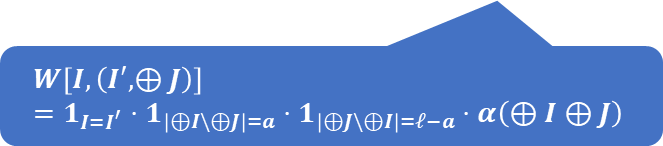 W[I, (I′,⊕ J)]
= 1_{I=I′} · 1_{|⊕I\⊕J|=a} · 1_{|⊕J\⊕I|=ℓ−a} · α(⊕ I ⊕ J)